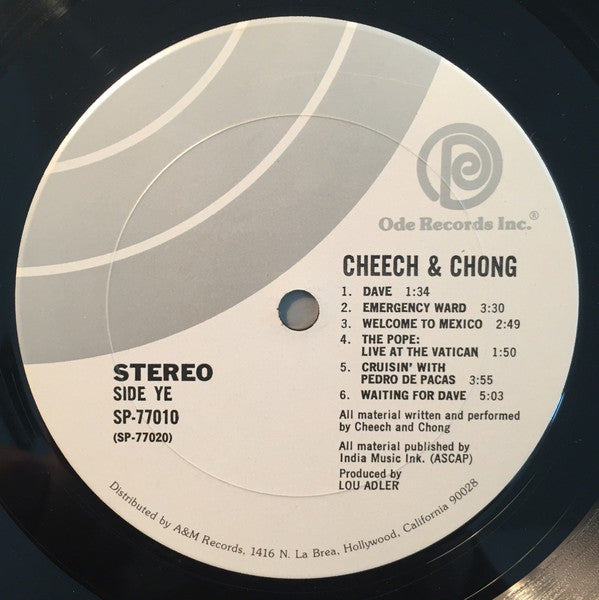 Ode Records Inc.®
CHEECH & CHONG
1. DAVE 1:34
2. EMERGENCY WARD 3:30
3. WELCOME TO MEXICO 2:49
4. THE POPE:
LIVE AT THE VATICAN 1:50
5. CRUISIN' WITH
PEDRO DE PACAS 3:55
6. WAITING FOR DAVE 5:03
All material written and performed
by Cheech and Chong
All material published by
India Music Ink. (ASCAP)
Produced by
LOU ADLER
STEREO
SIDE YE
SP-77010
(SP-77020)
Distributed by A&M Records, 1416 N. La Brea, Hollywood, California 90028